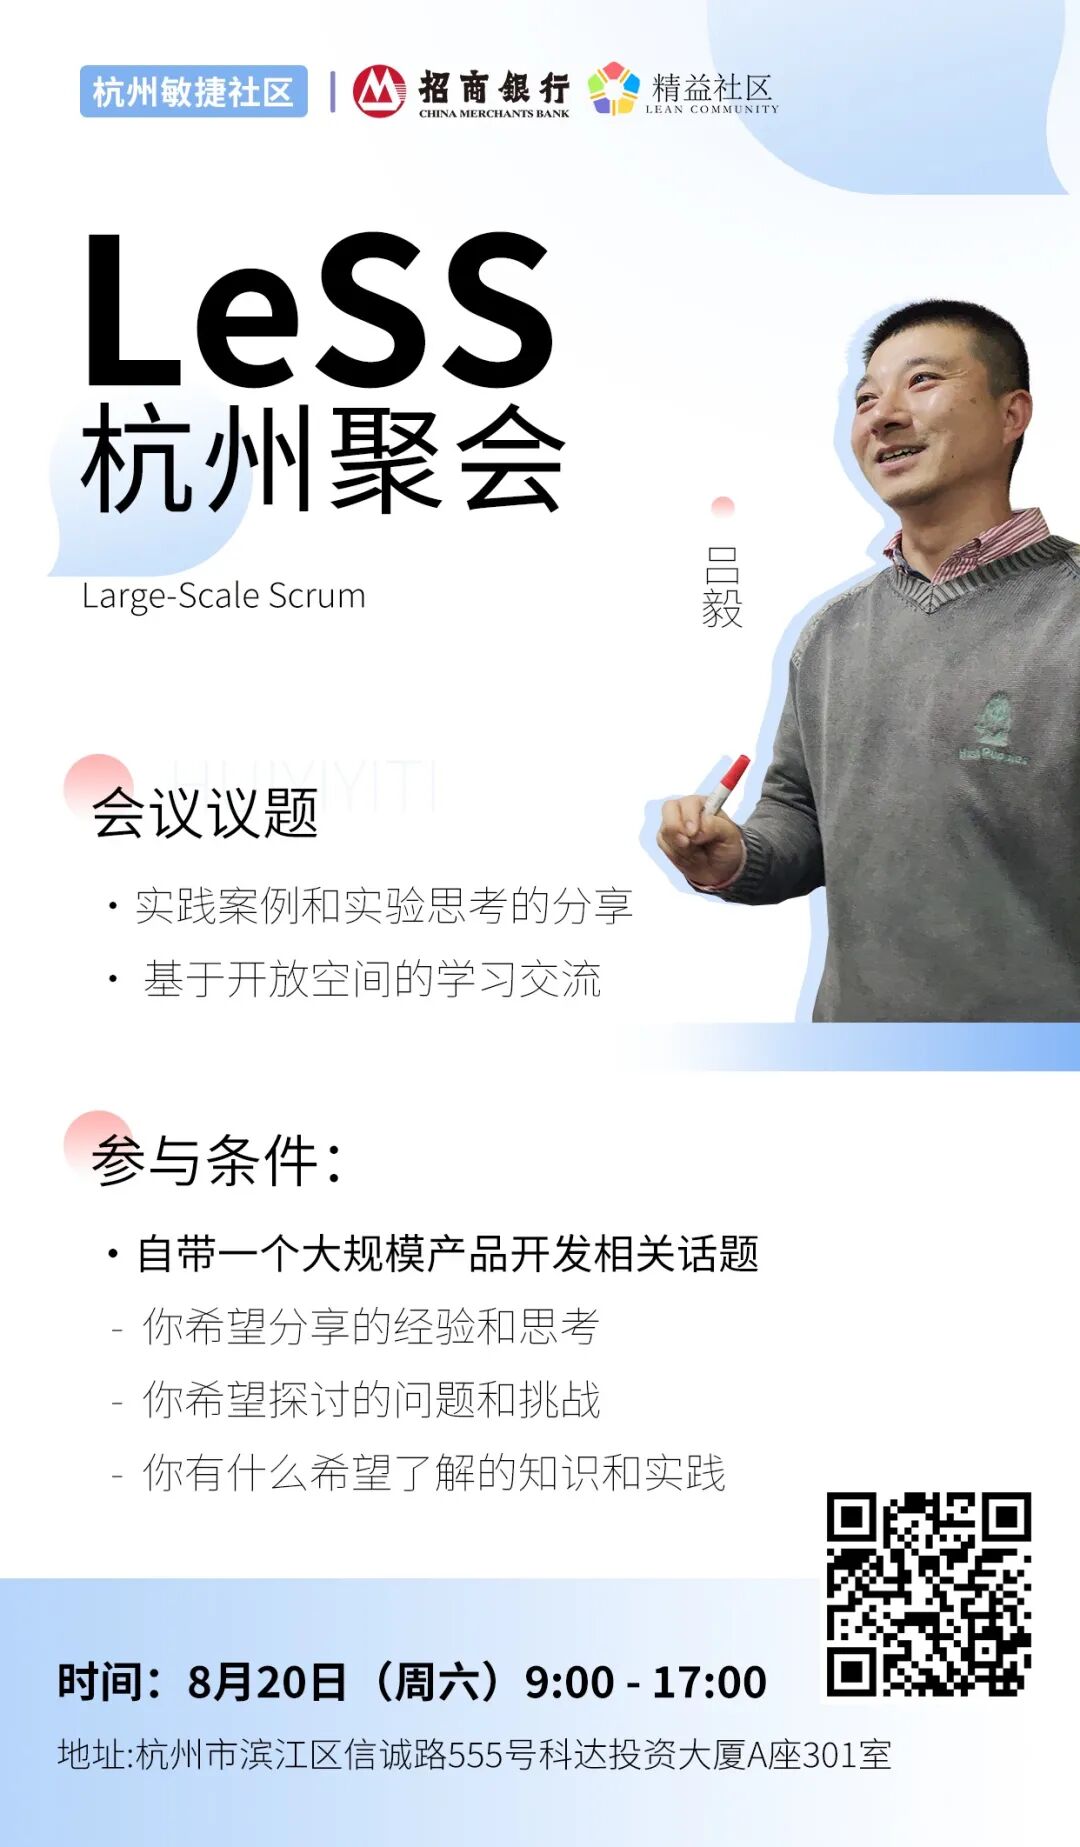 杭州敏捷社区
招商銀行
CHINA MERCHANTS BANK
精益社区
LEAN COMMUNITY
LeSS
杭州聚会
Large-Scale Scrum
吕毅
HUIYIYITI
会议议题
·实践案例和实验思考的分享
· 基于开放空间的学习交流
参与条件：
·自带一个大规模产品开发相关话题
- 你希望分享的经验和思考
- 你希望探讨的问题和挑战
- 你有什么希望了解的知识和实践
时间：8月20日（周六）9:00 - 17:00
地址:杭州市滨江区信诚路555号科达投资大厦A座301室